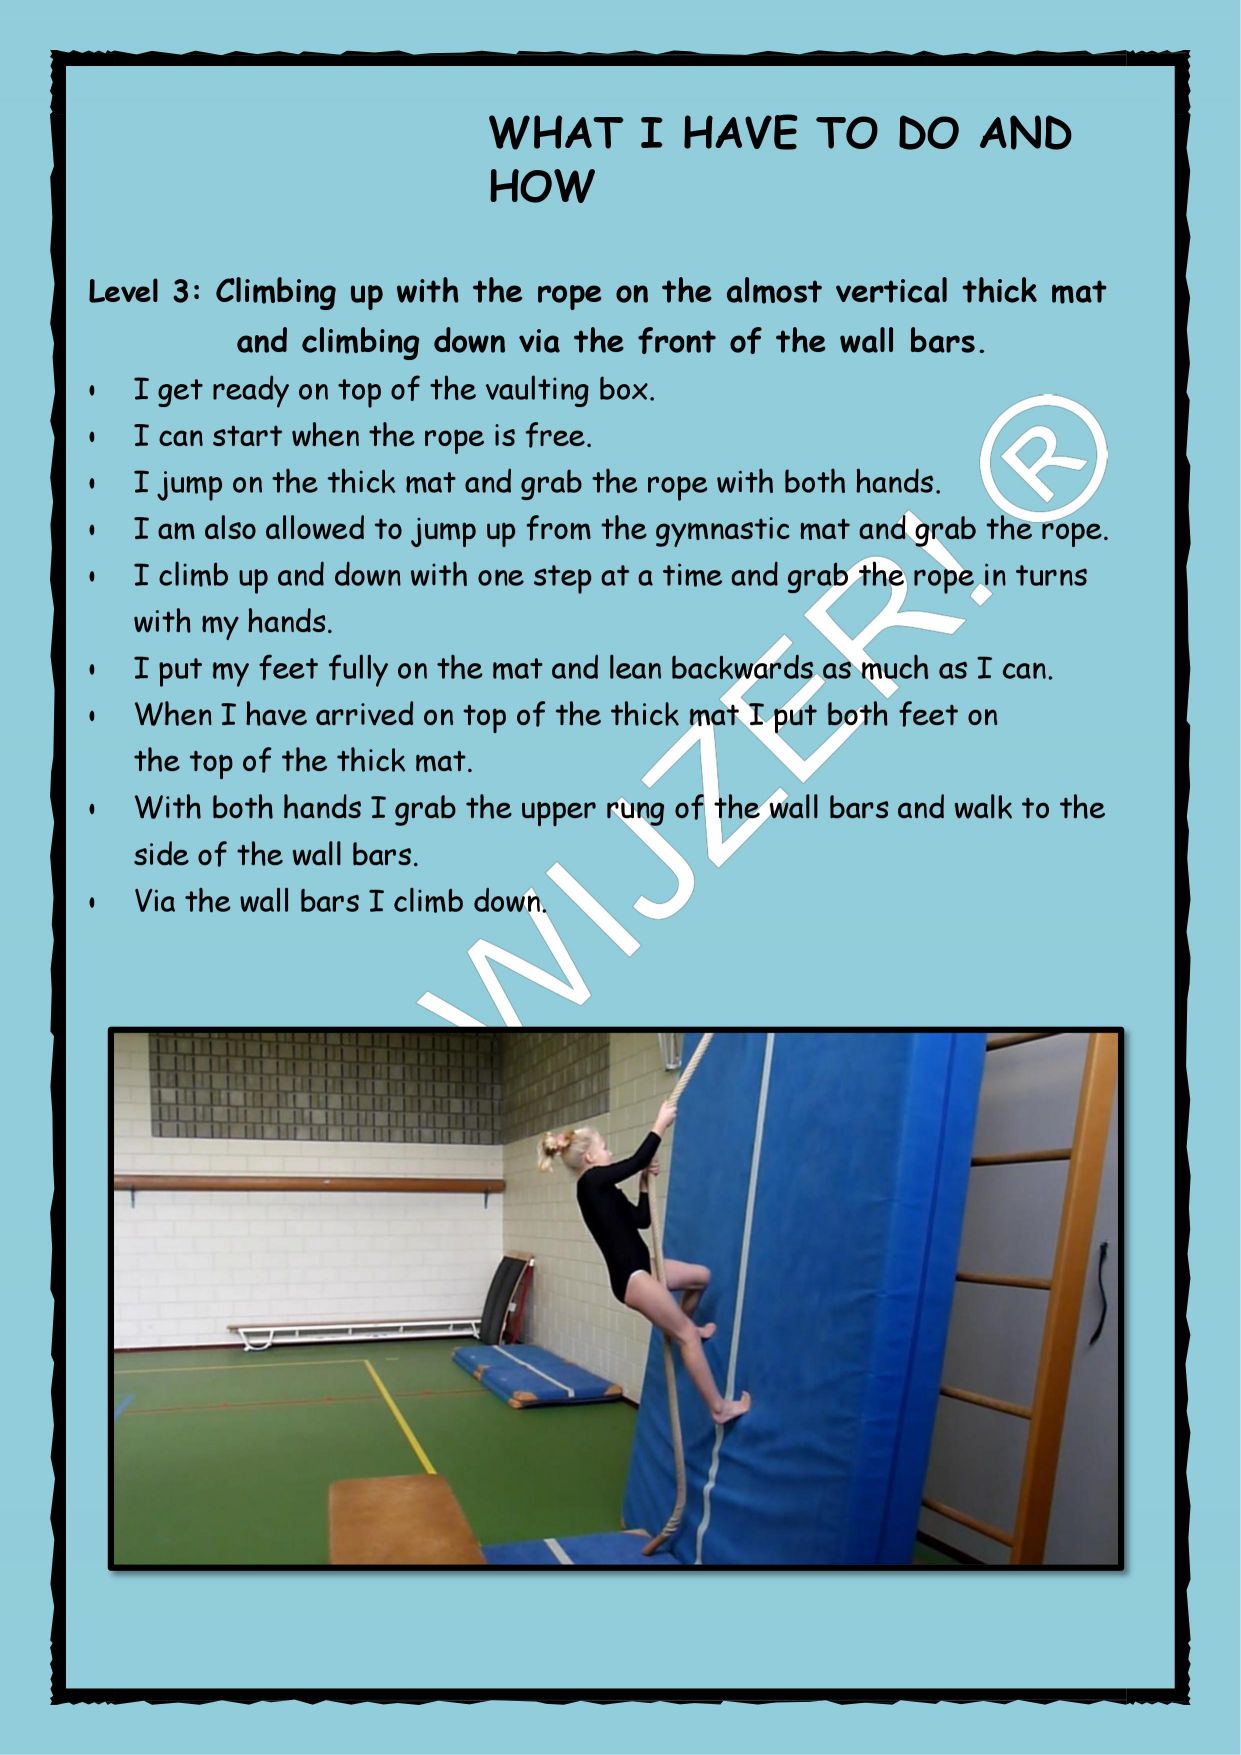 WHAT I HAVE TO DO AND
HOW
Level 3: Climbing up with the rope on the almost vertical thick mat
and climbing down via the front of the wall bars.
• I get ready on top of the vaulting box.
• I can start when the rope is free.
• I jump on the thick mat and grab the rope with both hands.
• I am also allowed to jump up from the gymnastic mat and grab the rope.
• I climb up and down with one step at a time and grab the rope in turns
with my hands.
• I put my feet fully on the mat and lean backwards as much as I can.
• When I have arrived on top of the thick mat I put both feet on
the top of the thick mat.
• With both hands I grab the upper rung of the wall bars and walk to the
side of the wall bars.
• Via the wall bars I climb down.
WIJZER! ®